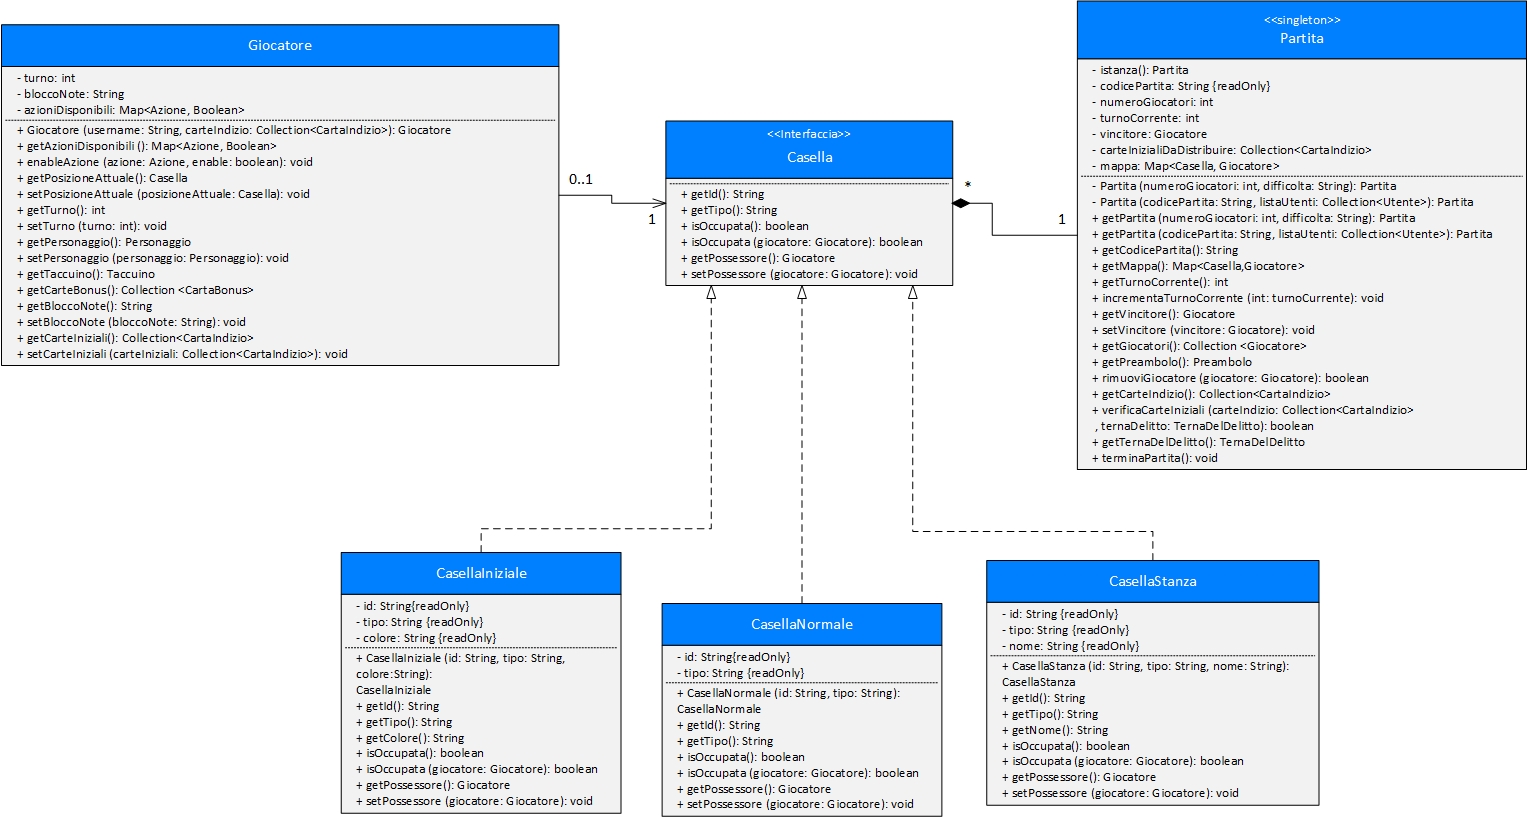 Giocatore
- turno: int
- bloccoNote: String
- azioniDisponibili: Map<Azione, Boolean>
+ Giocatore (username: String, carteIndizio: Collection<CartaIndizio>): Giocatore
+ getAzioniDisponibili (): Map<Azione, Boolean>
+ enableAzione (azione: Azione, enable: boolean): void
+ getPosizioneAttuale(): Casella
+ setPosizioneAttuale (posizioneAttuale: Casella): void
+ getTurno(): int
+ setTurno (turno: int): void
+ getPersonaggio(): Personaggio
+ setPersonaggio (personaggio: Personaggio): void
+ getTaccuino(): Taccuino
+ getCarteBonus(): Collection <CartaBonus>
+ getBloccoNote(): String
+ setBloccoNote (bloccoNote: String): void
+ getCarteIniziali(): Collection<CartaIndizio>
+ setCarteIniziali (carteIniziali: Collection<CartaIndizio>): void
0..1
1
<<Interfaccia>>
Casella
+ getId(): String
+ getTipo(): String
+ isOccupata(): boolean
+ isOccupata (giocatore: Giocatore): boolean
+ getPossessore(): Giocatore
+ setPossessore (giocatore: Giocatore): void
*
1
<<singleton>>
Partita
- istanza(): Partita
- codicePartita: String {readOnly}
- numeroGiocatori: int
- turnoCorrente: int
- vincitore: Giocatore
- carteInizialiDaDistribuire: Collection<CartaIndizio>
- mappa: Map<Casella, Giocatore>
- Partita (numeroGiocatori: int, difficolta: String): Partita
- Partita (codicePartita: String, listaUtenti: Collection<Utente>): Partita
+ getPartita (numeroGiocatori: int, difficolta: String): Partita
+ getPartita (codicePartita: String, listaUtenti: Collection<Utente>): Partita
+ getCodicePartita(): String
+ getMappa(): Map<Casella,Giocatore>
+ getTurnoCorrente(): int
+ incrementaTurnoCorrente (int: turnoCurrente): void
+ getVincitore(): Giocatore
+ setVincitore (vincitore: Giocatore): void
+ getGiocatori(): Collection <Giocatore>
+ getPreambolo(): Preambolo
+ rimuoviGiocatore (giocatore: Giocatore): boolean
+ getCarteIndizio(): Collection<CartaIndizio>
+ verificaCarteIniziali (carteIndizio: Collection<CartaIndizio>
, ternaDelitto: TernaDelDelitto): boolean
+ getTernaDelDelitto(): TernaDelDelitto
+ terminaPartita(): void
CasellaIniziale
- id: String{readOnly}
- tipo: String {readOnly}
- colore: String {readOnly}
+ CasellaIniziale (id: String, tipo: String,
colore:String):
CasellaIniziale
+ getId(): String
+ getTipo(): String
+ getColore(): String
+ isOccupata(): boolean
+ isOccupata (giocatore: Giocatore): boolean
+ getPossessore(): Giocatore
+ setPossessore (giocatore: Giocatore): void
CasellaNormale
- id: String{readOnly}
- tipo: String {readOnly}
+ CasellaNormale (id: String, tipo: String):
CasellaNormale
+ getId(): String
+ getTipo(): String
+ isOccupata(): boolean
+ isOccupata (giocatore: Giocatore): boolean
+ getPossessore(): Giocatore
+ setPossessore (giocatore: Giocatore): void
CasellaStanza
- id: String {readOnly}
- tipo: String {readOnly}
- nome: String {readOnly}
+ CasellaStanza (id: String, tipo: String, nome: String):
CasellaStanza
+ getId(): String
+ getTipo(): String
+ getNome(): String
+ isOccupata(): boolean
+ isOccupata (giocatore: Giocatore): boolean
+ getPossessore(): Giocatore
+ setPossessore (giocatore: Giocatore): void